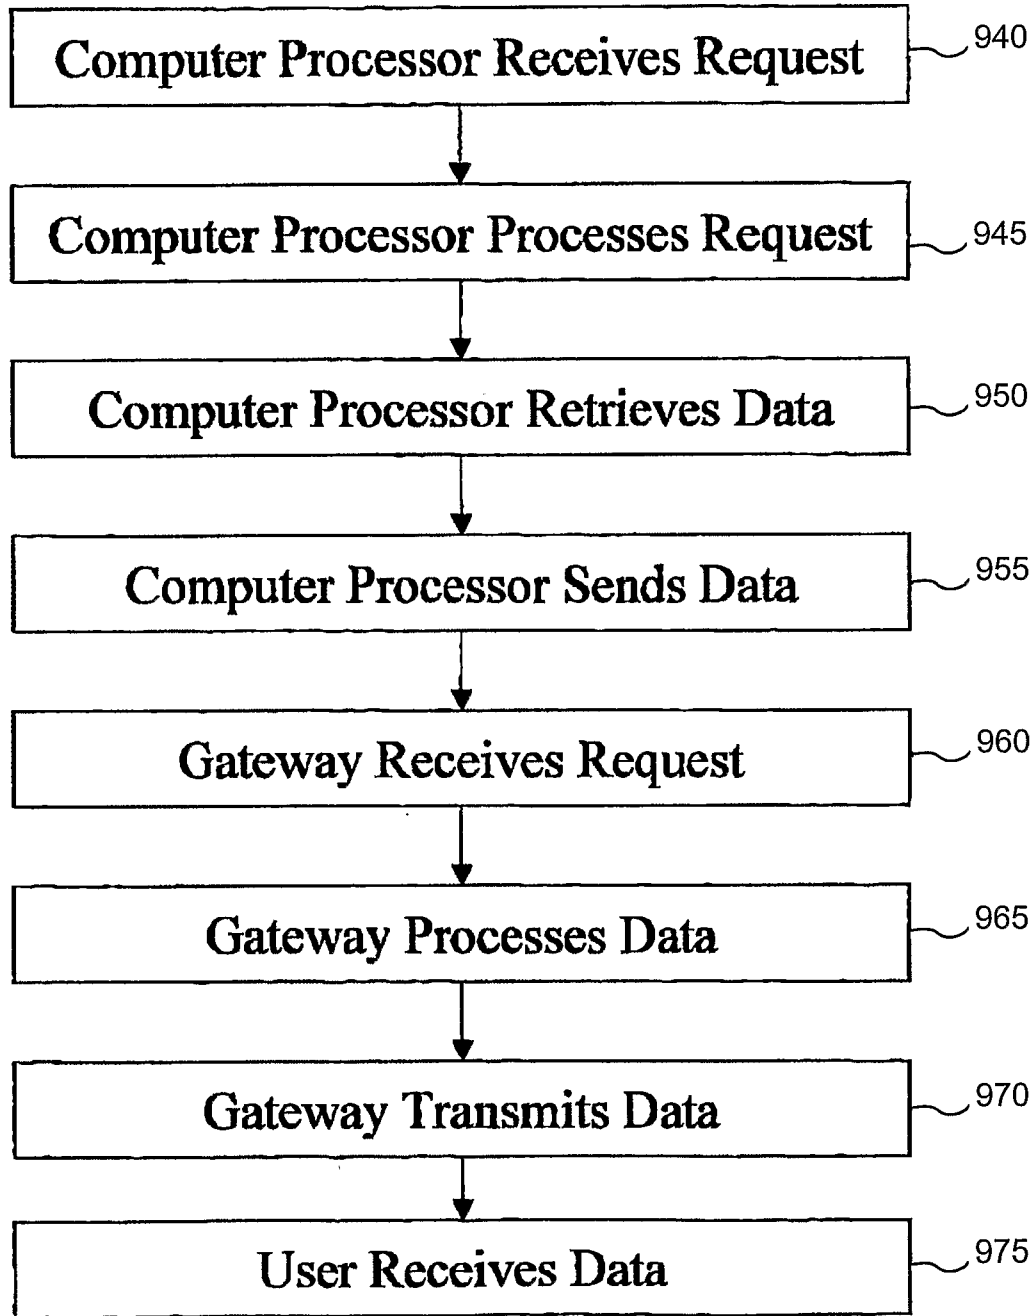 Computer Processor Receives Request 940
Computer Processor Processes Request 945
Computer Processor Retrieves Data 950
Computer Processor Sends Data 955
Gateway Receives Request 960
Gateway Processes Data 965
Gateway Transmits Data 970
User Receives Data 975